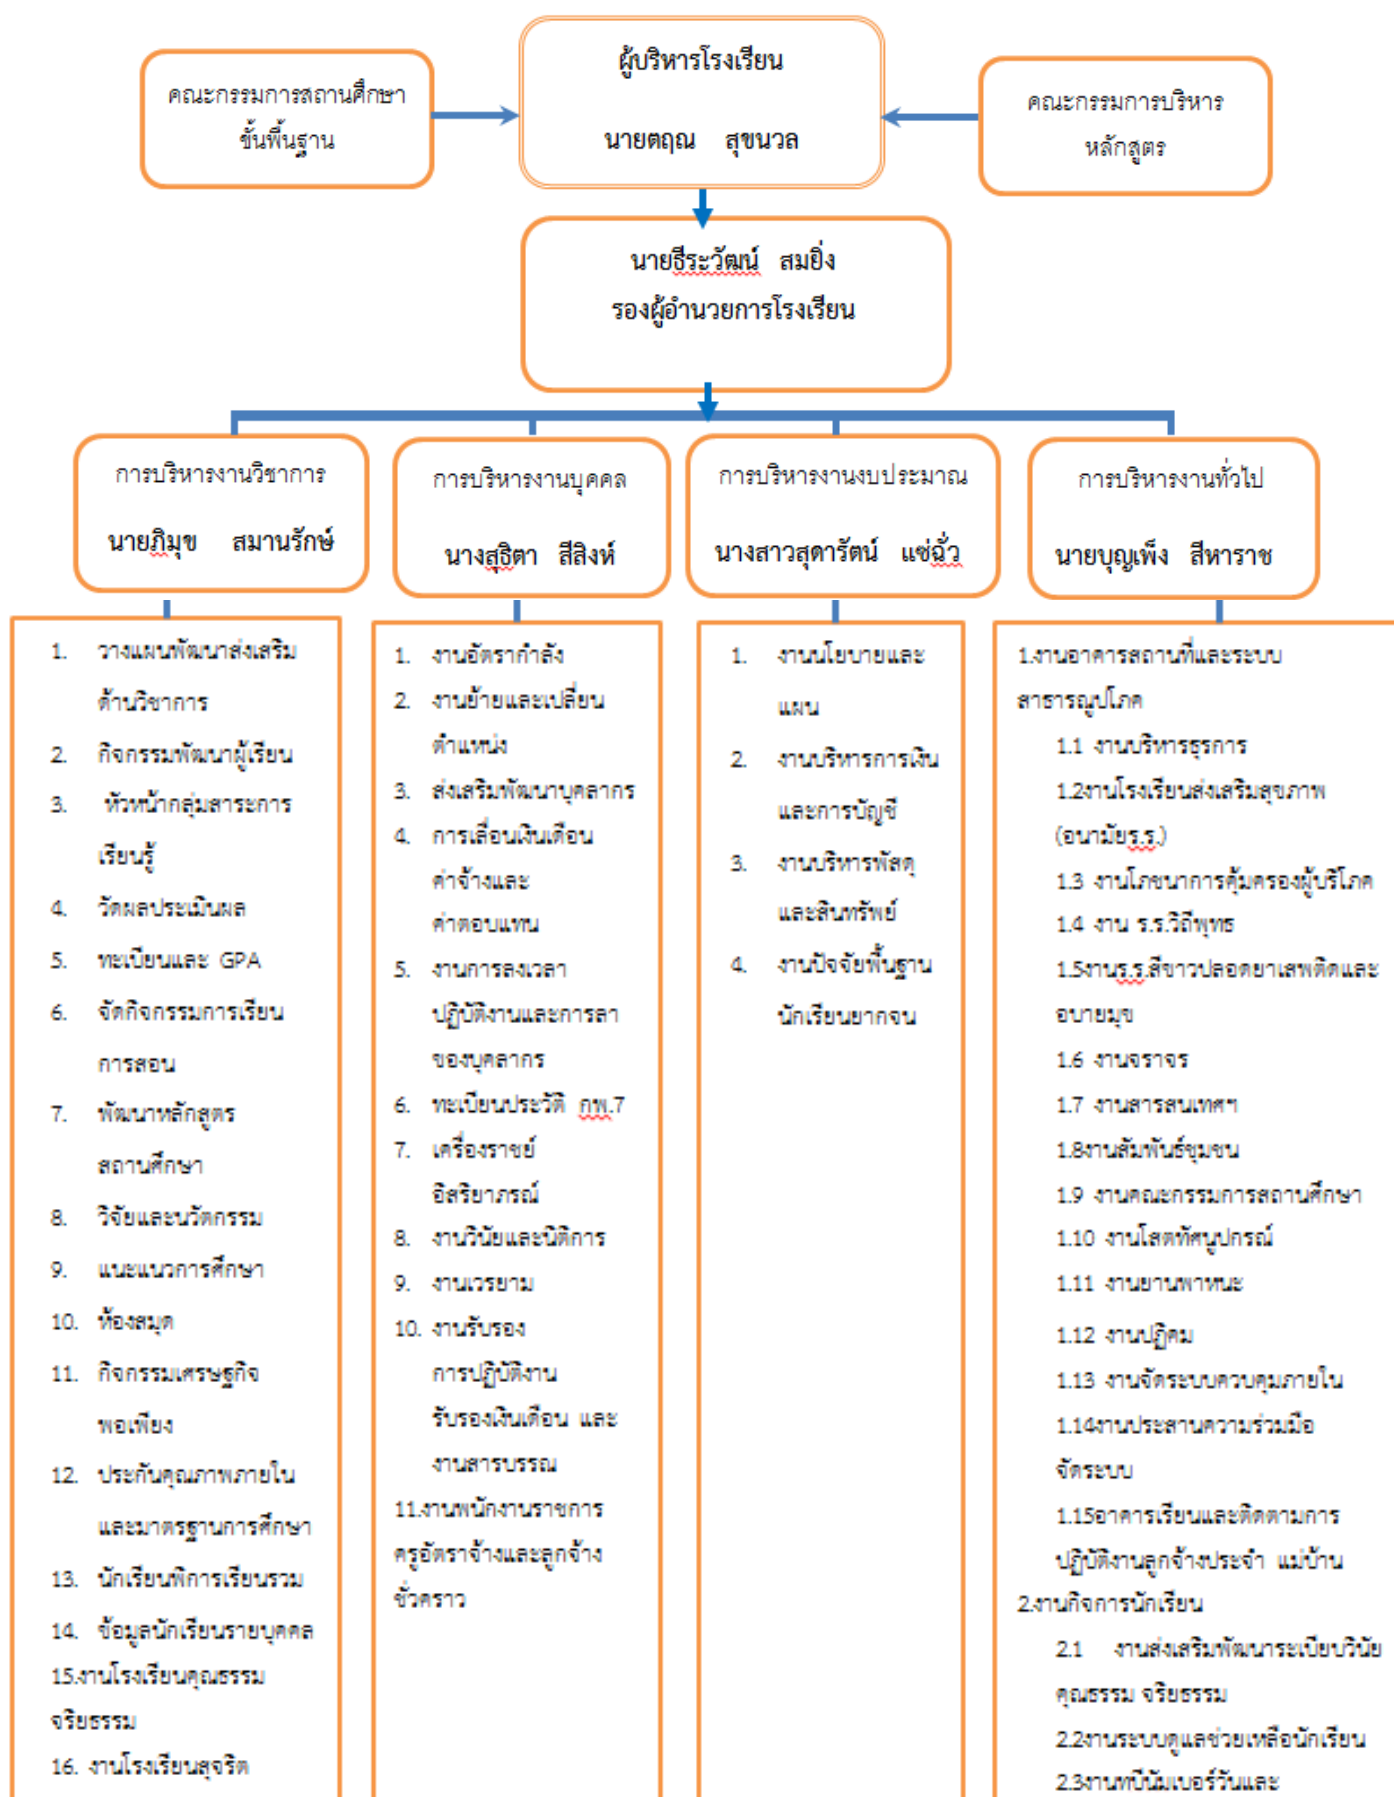 ผู้บริหารโรงเรียน
นายตฤณ สุขนวล
คณะกรรมการสถานศึกษา
ขั้นพื้นฐาน
คณะกรรมการบริหาร
หลักสูตร
นายธีระวัฒน์ สมยิ่ง
รองผู้อำนวยการโรงเรียน
การบริหารงานวิชาการ
นายภิมุข สมานรักษ์
การบริหารงานบุคคล
นางสุธิตา สีสิงห์
การบริหารงานงบประมาณ
นางสาวสุดารัตน์ แซ่ฉั่ว
การบริหารงานทั่วไป
นายบุญเพ็ง สีหาราช
1. วางแผนพัฒนาส่งเสริม
ด้านวิชาการ
2. กิจกรรมพัฒนาผู้เรียน
3. หัวหน้ากลุ่มสาระการ
เรียนรู้
4. วัดผลประเมินผล
5. ทะเบียนและ GPA
6. จัดกิจกรรมการเรียน
การสอน
7. พัฒนาหลักสูตร
สถานศึกษา
8. วิจัยและนวัตกรรม
9. แนะแนวการศึกษา
10. ห้องสมุด
11. กิจกรรมเศรษฐกิจ
พอเพียง
12. ประกันคุณภาพภายใน
และมาตรฐานการศึกษา
13. นักเรียนพิการเรียนรวม
14. ข้อมูลนักเรียนรายบุคคล
15.งานโรงเรียนคุณธรรม
จริยธรรม
16. งานโรงเรียนสุจริต
1. งานอัตรากำลัง
2. งานย้ายและเปลี่ยน
ตำแหน่ง
3. ส่งเสริมพัฒนาบุคลากร
4. การเลื่อนเงินเดือน
ค่าจ้างและ
ค่าตอบแทน
5. งานการลงเวลา
ปฏิบัติงานและการลา
ของบุคลากร
6. ทะเบียนประวัติ กพ.7
7. เครื่องราชย์
อิสริยาภรณ์
8. งานวินัยและนิติการ
9. งานเวรยาม
10. งานรับรอง
การปฏิบัติงาน
รับรองเงินเดือน และ
งานสารบรรณ
11.งานพนักงานราชการ
ครูอัตราจ้างและลูกจ้าง
ชั่วคราว
1. งานนโยบายและ
แผน
2. งานบริหารการเงิน
และการบัญชี
3. งานบริหารพัสดุ
และสินทรัพย์
4. งานปัจจัยพื้นฐาน
นักเรียนยากจน
1.งานอาคารสถานที่และระบบ
สาธารณูปโภค
1.1 งานบริหารธุรการ
1.2งานโรงเรียนส่งเสริมสุขภาพ
(อนามัยร.ร.)
1.3 งานโภชนาการคุ้มครองผู้บริโภค
1.4 งาน ร.ร.วิถีพุทธ
1.5งานร.ร.สีขาวปลอดยาเสพติดและ
อบายมุข
1.6 งานจราจร
1.7 งานสารสนเทศฯ
1.8งานสัมพันธ์ชุมชน
1.9 งานคณะกรรมการสถานศึกษา
1.10 งานโสตทัศนูปกรณ์
1.11 งานยานพาหนะ
1.12 งานปฏิคม
1.13 งานจัดระบบควบคุมภายใน
1.14งานประสานความร่วมมือ
จัดระบบ
1.15อาคารเรียนและติดตามการ
ปฏิบัติงานลูกจ้างประจำ แม่บ้าน
2.งานกิจการนักเรียน
2.1 งานส่งเสริมพัฒนาระเบียบวินัย
คุณธรรม จริยธรรม
2.2งานระบบดูแลช่วยเหลือนักเรียน
2.3งานทูบีนัมเบอร์วันและ